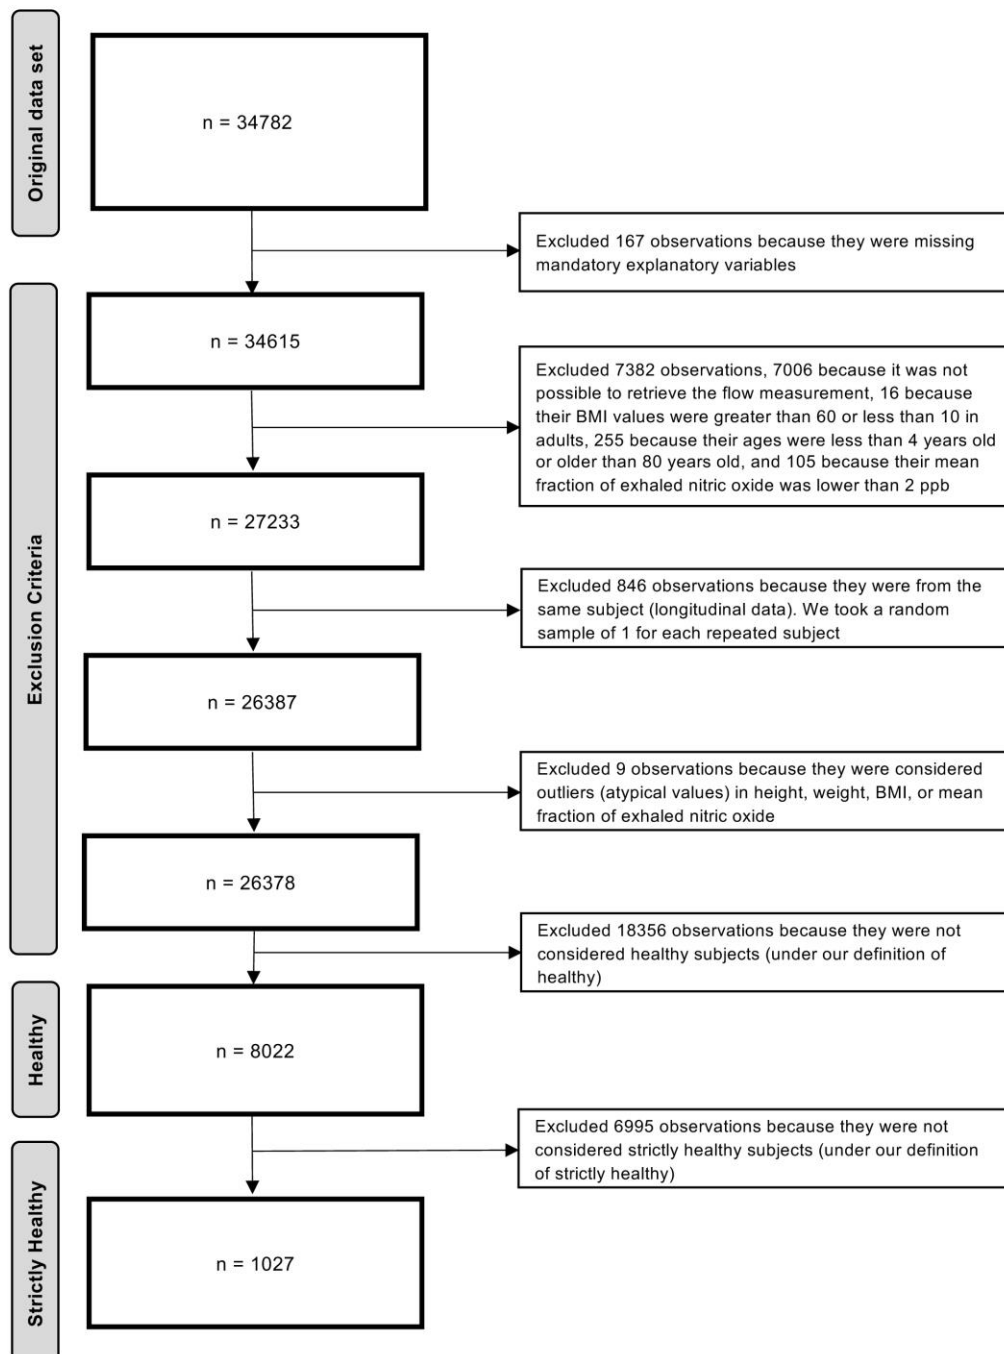 Original data set
n = 34782
Excluded 167 observations because they were missing
mandatory explanatory variables
Exclusion Criteria
n = 34615
Excluded 7382 observations, 7006 because it was not
possible to retrieve the flow measurement, 16 because
their BMI values were greater than 60 or less than 10 in
adults, 255 because their ages were less than 4 years old
or older than 80 years old, and 105 because their mean
fraction of exhaled nitric oxide was lower than 2 ppb
n = 27233
Excluded 846 observations because they were from the
same subject (longitudinal data). We took a random
sample of 1 for each repeated subject
n = 26387
Excluded 9 observations because they were considered
outliers (atypical values) in height, weight, BMI, or mean
fraction of exhaled nitric oxide
n = 26378
Excluded 18356 observations because they were not
considered healthy subjects (under our definition of
healthy)
Healthy
n = 8022
Excluded 6995 observations because they were not
considered strictly healthy subjects (under our definition
of strictly healthy)
Strictly Healthy
n = 1027